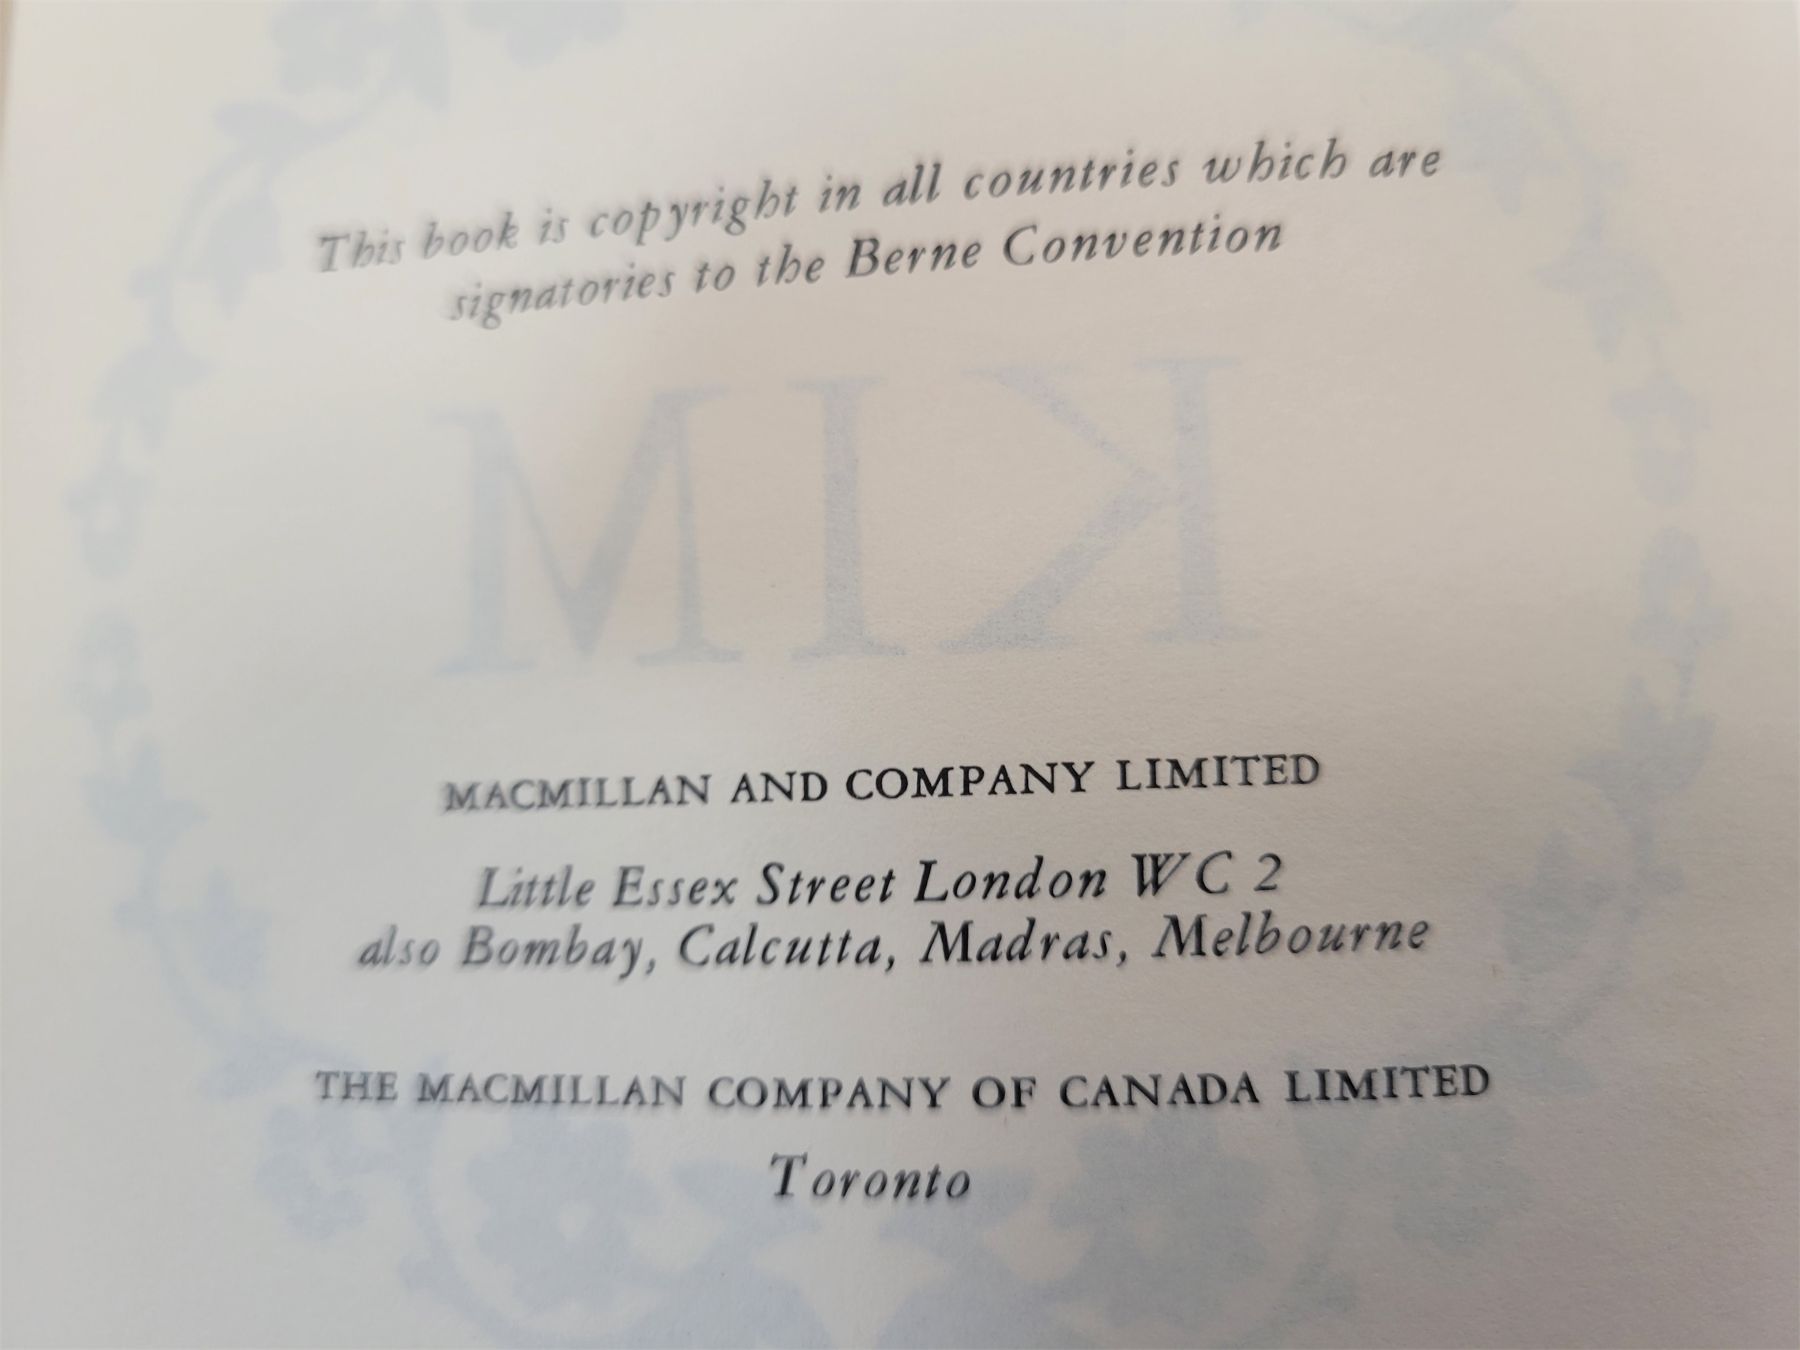 This book is copyright in all countries which are
signatories to the Berne Convention
KIM
MACMILLAN AND COMPANY LIMITED
Little Essex Street London WC 2
also Bombay, Calcutta, Madras, Melbourne
THE MACMILLAN COMPANY OF CANADA LIMITED
Toronto